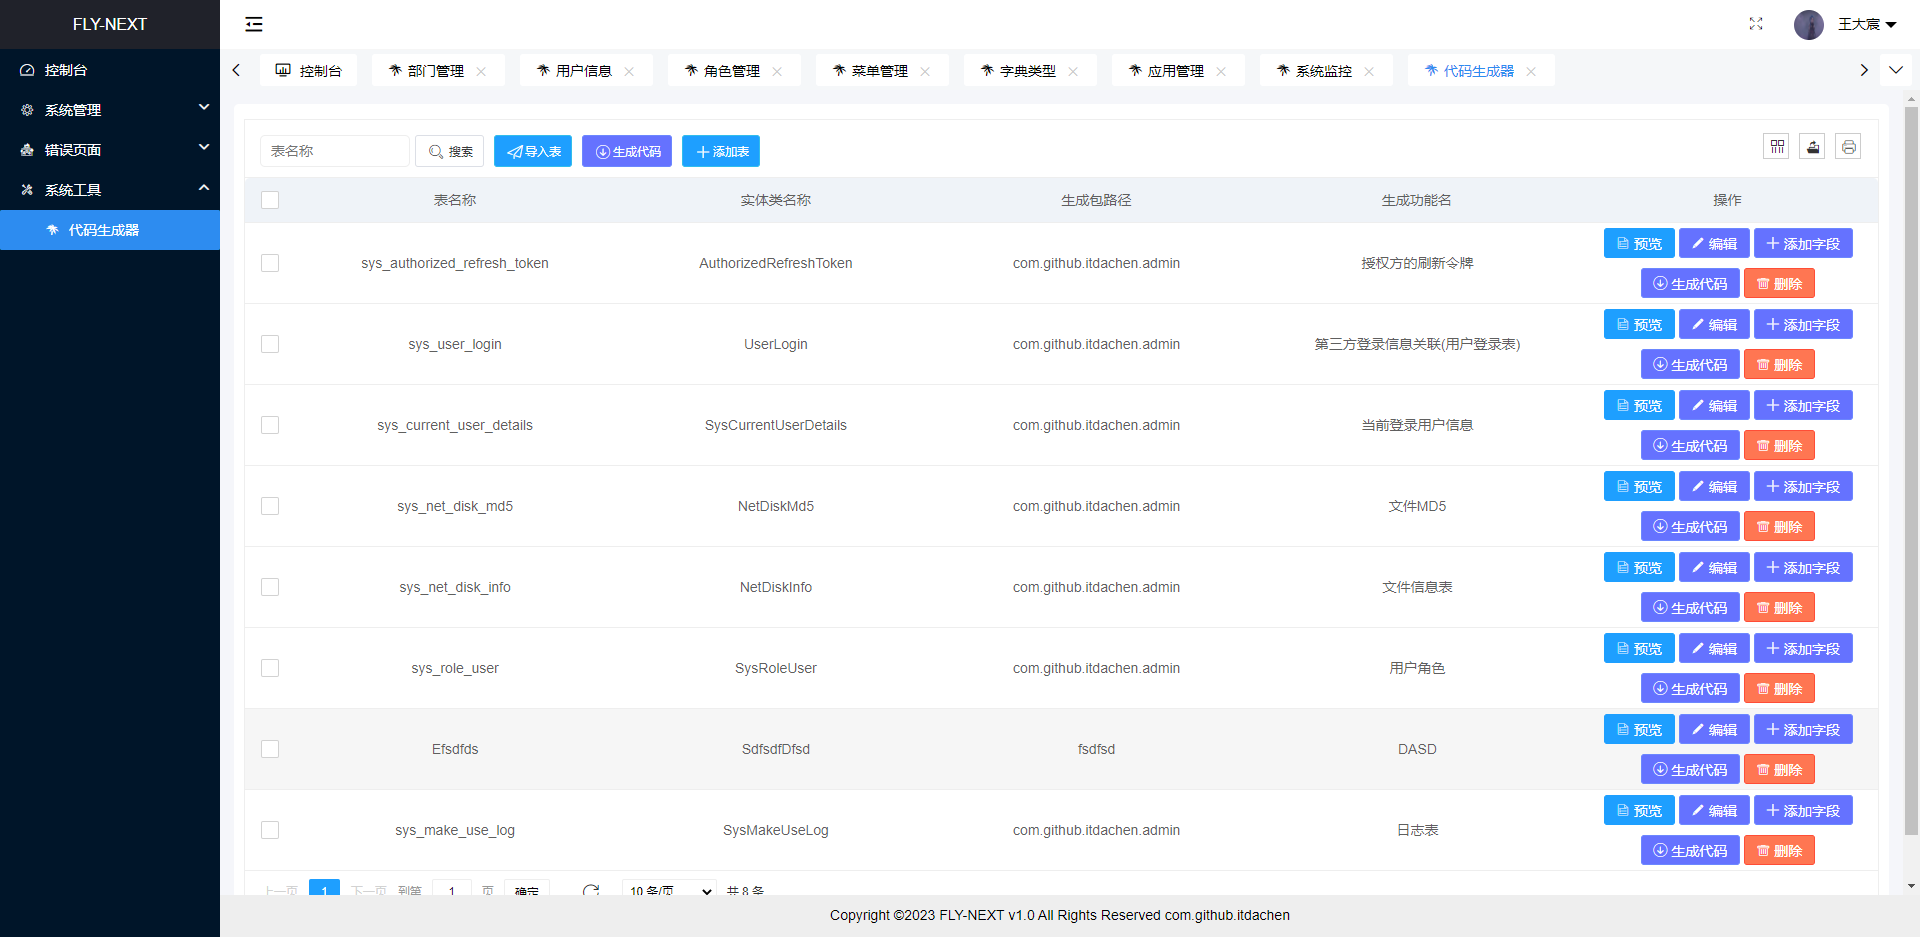 FLY-NEXT
王大宸
控制台
系统管理
错误页面
系统工具
代码生成器
控制台 部门管理 用户信息 角色管理 菜单管理 字典类型 应用管理 系统监控 代码生成器
表名称 搜索 导入表 生成代码 添加表
表名称 实体类名称 生成包路径 生成功能名 操作
sys_authorized_refresh_token AuthorizedRefreshToken com.github.itdachen.admin 授权方的刷新令牌 预览 编辑 添加字段
生成代码 删除
sys_user_login UserLogin com.github.itdachen.admin 第三方登录信息关联(用户登录表) 预览 编辑 添加字段
生成代码 删除
sys_current_user_details SysCurrentUserDetails com.github.itdachen.admin 当前登录用户信息 预览 编辑 添加字段
生成代码 删除
sys_net_disk_md5 NetDiskMd5 com.github.itdachen.admin 文件MD5 预览 编辑 添加字段
生成代码 删除
sys_net_disk_info NetDiskInfo com.github.itdachen.admin 文件信息表 预览 编辑 添加字段
生成代码 删除
sys_role_user SysRoleUser com.github.itdachen.admin 用户角色 预览 编辑 添加字段
生成代码 删除
Efsdfds SdfsdfDfsd fsdfsd DASD 预览 编辑 添加字段
生成代码 删除
sys_make_use_log SysMakeUseLog com.github.itdachen.admin 日志表 预览 编辑 添加字段
生成代码 删除
上一页 1 下一页 到第 1 页 确定 10 条/页 共 8 条
Copyright ©2023 FLY-NEXT v1.0 All Rights Reserved com.github.itdachen